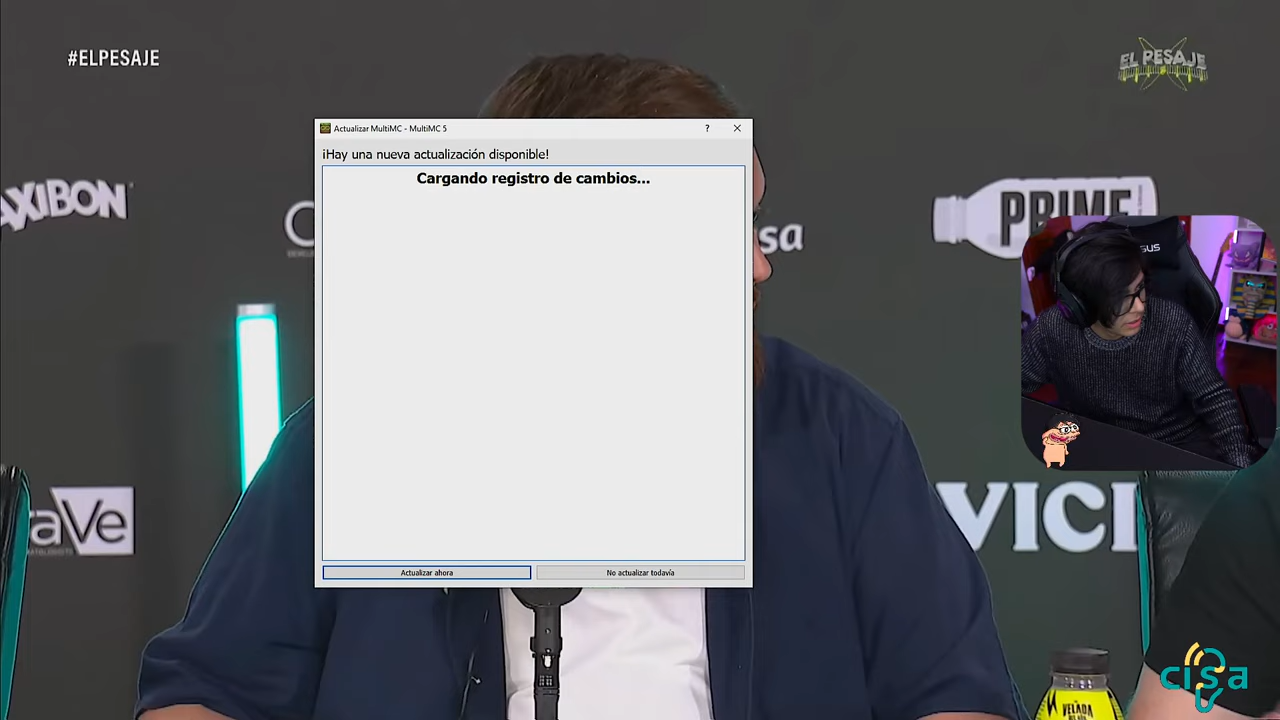 #ELPESAJE
EL PESAJE
Actualizar MultiMC - MultiMC 5
?
¡Hay una nueva actualización disponible!
Cargando registro de cambios...
AXIBON
sa
PRIME
SUS
aVe
VICI
Actualizar ahora
No actualizar todavía
cisa
VELADA